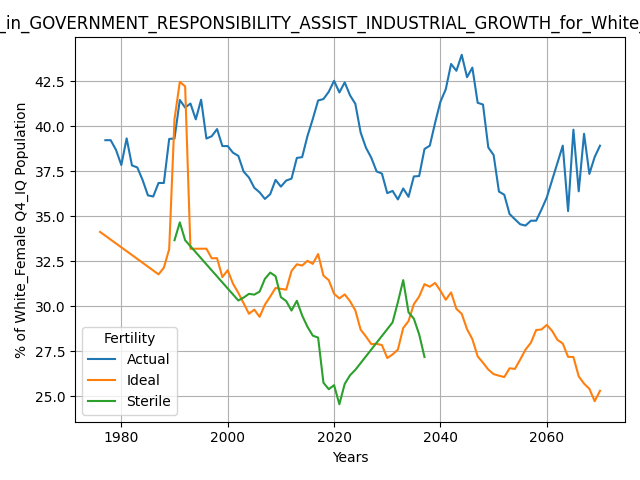 _in_GOVERNMENT_RESPONSIBILITY_ASSIST_INDUSTRIAL_GROWTH_for_White_
% of White_Female Q4_IQ Population
42.5
40.0
37.5
35.0
32.5
30.0
27.5
25.0
Fertility
Actual
Ideal
Sterile
1980
2000
2020
2040
2060
Years